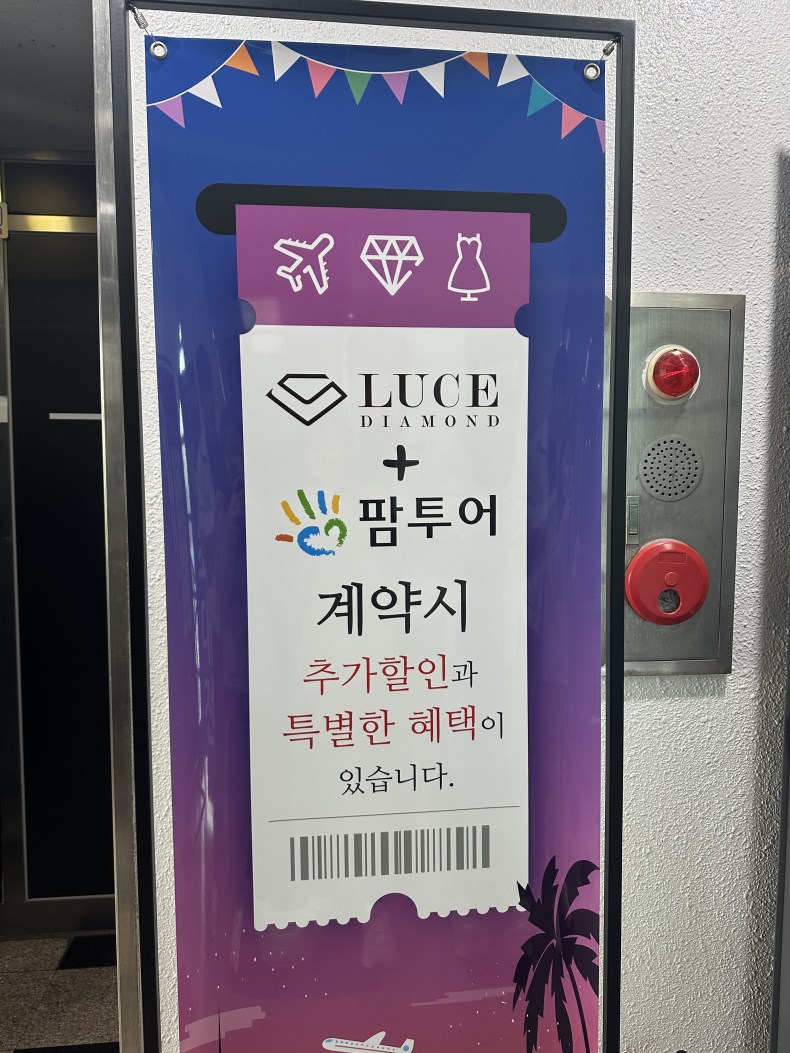 LUCE
DIAMOND
+
팜투어
계약시
추가할인과
특별한 혜택이
있습니다.